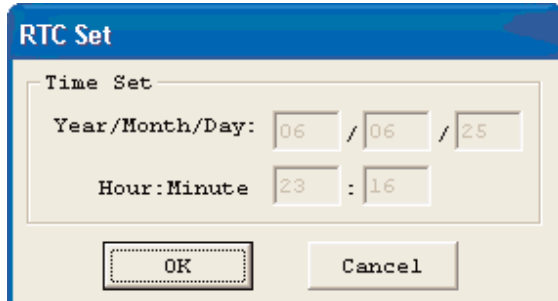 RTC Set
Time Set
Year/Month/Day: 06 / 06 / 25
Hour:Minute 23 : 16
OK Cancel